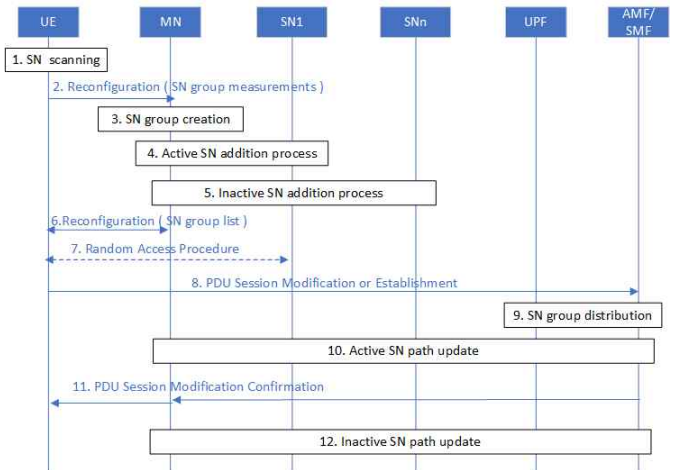 UE
MN
SN1
SNn
UPF
AMF/
SMF
1. SN scanning
2. Reconfiguration ( SN group measurements )
3. SN group creation
4. Active SN addition process
5. Inactive SN addition process
6.Reconfiguration ( SN group list )
7. Random Access Procedure
8. PDU Session Modification or Establishment
9. SN group distribution
10. Active SN path update
11. PDU Session Modification Confirmation
12. Inactive SN path update